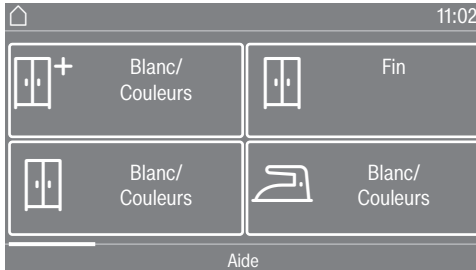 11:02
Blanc/
Couleurs
Fin
Blanc/
Couleurs
Blanc/
Couleurs
Aide